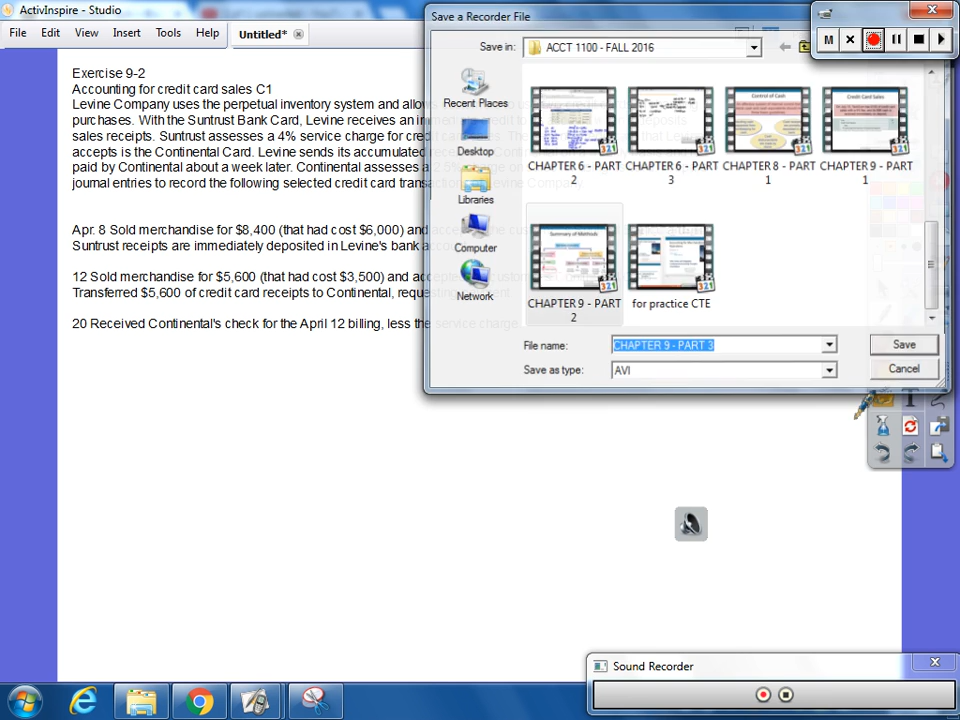 ActivInspire - Studio
File Edit View Insert Tools Help Untitled*
Exercise 9-2
Accounting for credit card sales C1
Levine Company uses the perpetual inventory system and allow
purchases. With the Suntrust Bank Card, Levine receives an
sales receipts. Suntrust assesses a 4% service charge for
accepts is the Continental Card. Levine sends its accumulated
paid by Continental about a week later. Continental assesses a
journal entries to record the following selected credit card
Apr. 8 Sold merchandise for $8,400 (that had cost $6,000) and
Suntrust receipts are immediately deposited in Levine's bank
12 Sold merchandise for $5,600 (that had cost $3,500) and
Transferred $5,600 of credit card receipts to Continental,
20 Received Continental's check for the April 12 billing, less the service charge
Save a Recorder File
Save in: ACCT 1100 - FALL 2016
Recent Places
Desktop
Libraries
Computer
Network
CHAPTER 6 - PART 2
CHAPTER 6 - PART 3
CHAPTER 8 - PART 1
CHAPTER 9 - PART 1
Control of Cash
Credit Card Sales
Summary of Methods
CHAPTER 9 - PART 2
for practice CTE
File name: CHAPTER 9 - PART 3 Save
Save as type: AVI Cancel
M
T
Sound Recorder